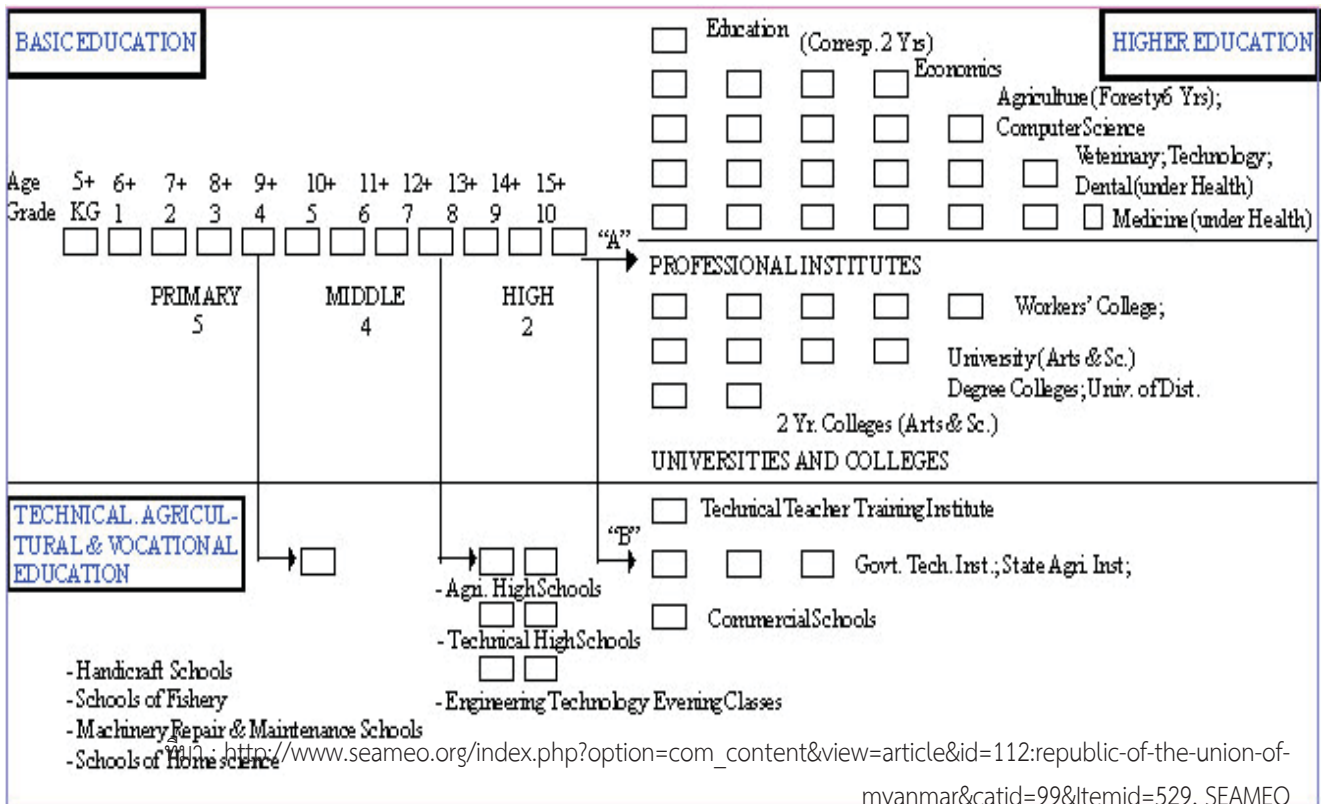 BASIC EDUCATION
HIGHER EDUCATION
Education (Corresp. 2 Yrs)
Economics
Agriculture (Foresty 6 Yrs);
Computer Science
Veterinary; Technology;
Dental (under Health)
Medicine (under Health)
Age 5+ 6+ 7+ 8+ 9+ 10+ 11+ 12+ 13+ 14+ 15+
Grade KG 1 2 3 4 5 6 7 8 9 10
"A"
PRIMARY MIDDLE HIGH
5 4 2
PROFESSIONAL INSTITUTES
Workers' College;
University (Arts & Sc.)
Degree Colleges; Univ. of Dist.
2 Yr. Colleges (Arts & Sc.)
UNIVERSITIES AND COLLEGES
TECHNICAL. AGRICUL-
TURAL & VOCATIONAL
EDUCATION
"B"
Technical Teacher Training Institute
Govt. Tech. Inst.; State Agri. Inst;
Commercial Schools
- Agri. High Schools
- Technical High Schools
- Engineering Technology Evening Classes
- Handicraft Schools
- Schools of Fishery
- Machinery Repair & Maintenance Schools
- Schools of Homescience
ที่มา : http://www.seameo.org/index.php?option=com_content&view=article&id=112:republic-of-the-union-of-
myanmar&catid=99&Itemid=529, SEAMEO